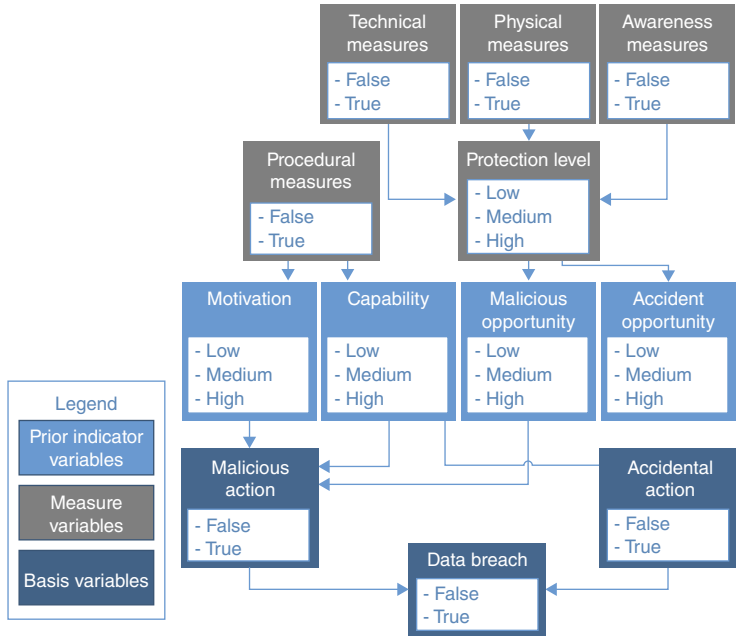 Technical
measures
- False
- True
Physical
measures
- False
- True
Awareness
measures
- False
- True
Procedural
measures
- False
- True
Protection level
- Low
- Medium
- High
Motivation
- Low
- Medium
- High
Capability
- Low
- Medium
- High
Malicious
opportunity
- Low
- Medium
- High
Accident
opportunity
- Low
- Medium
- High
Legend
Prior indicator
variables
Measure
variables
Basis variables
Malicious
action
- False
- True
Accidental
action
- False
- True
Data breach
- False
- True